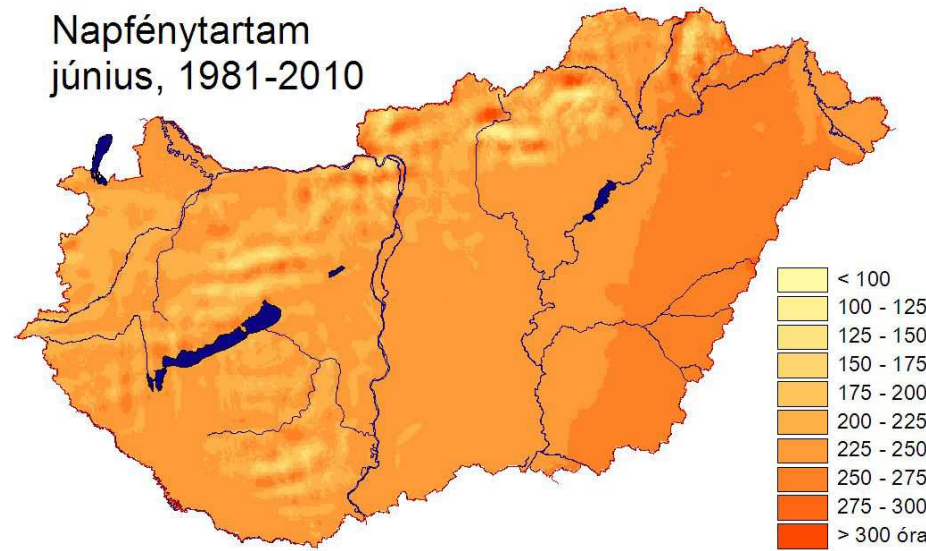 Napfénytartam
június, 1981-2010
< 100
100 - 125
125 - 150
150 - 175
175 - 200
200 - 225
225 - 250
250 - 275
275 - 300
> 300 óra